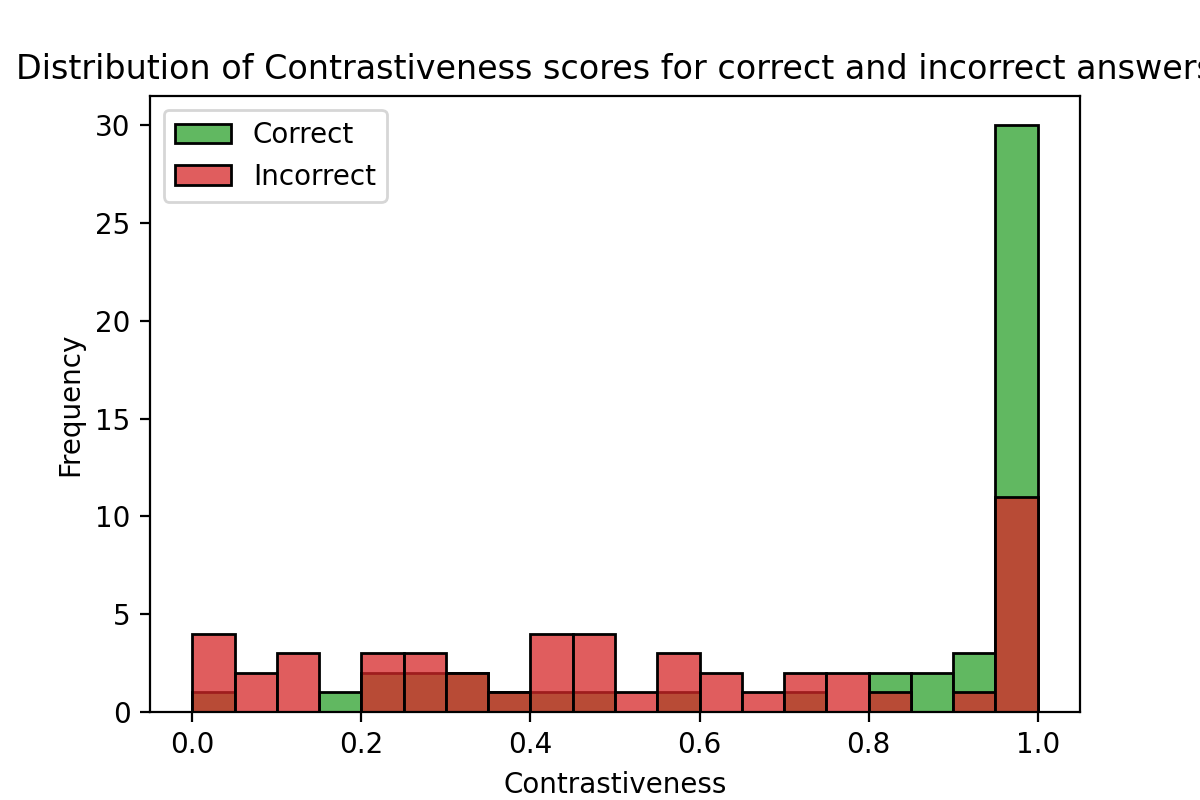 Distribution of Contrastiveness scores for correct and incorrect answers
Correct
Incorrect
30
25
20
15
10
5
0
Frequency
0.0 0.2 0.4 0.6 0.8 1.0
Contrastiveness